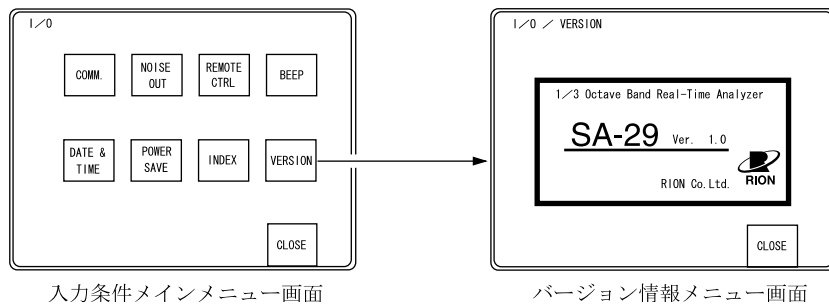 I／O
COMM.
NOISE
OUT
REMOTE
CTRL
BEEP
DATE &
TIME
POWER
SAVE
INDEX
VERSION
CLOSE
入力条件メインメニュー画面
I／O ／ VERSION
1／3 Octave Band Real-Time Analyzer
SA-29 Ver. 1.0
RION
RION Co. Ltd.
CLOSE
バージョン情報メニュー画面